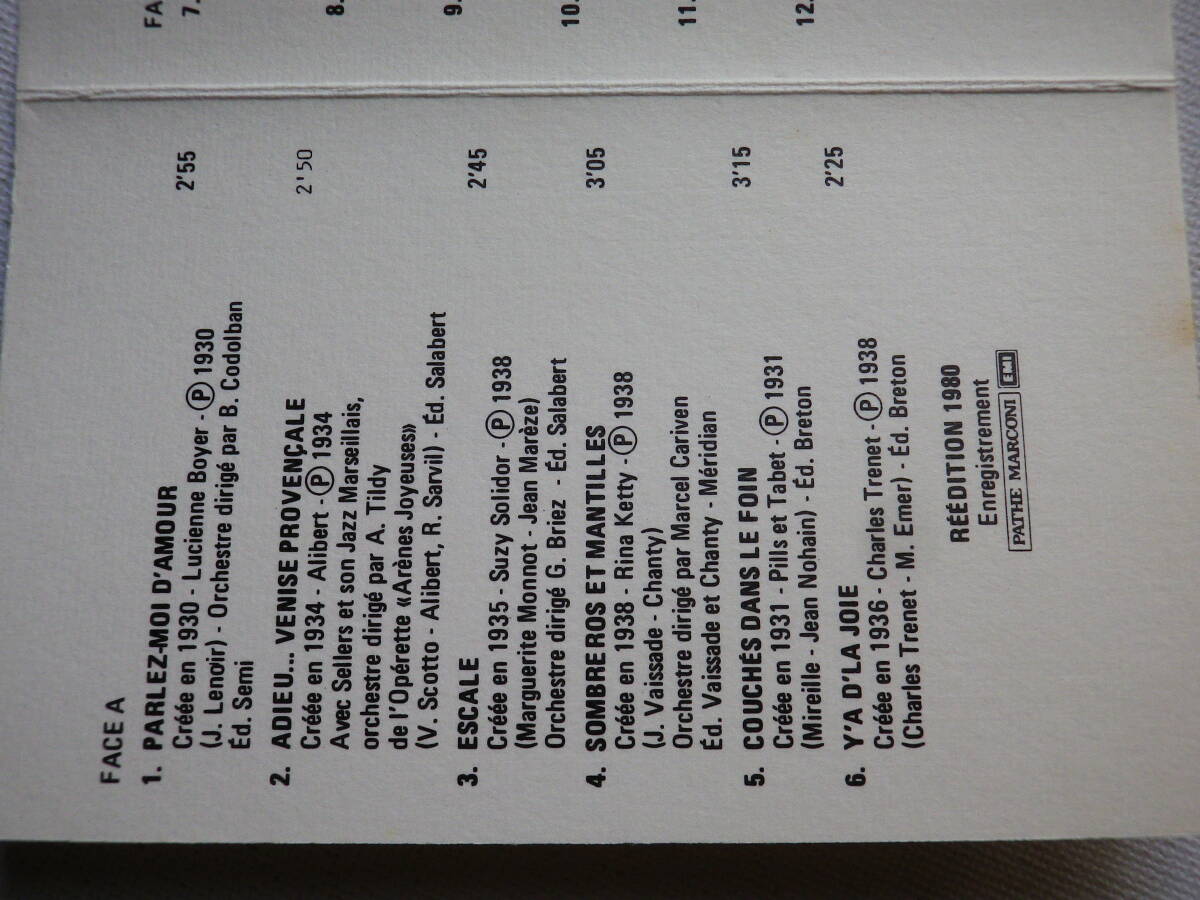 FACE A
1. PARLEZ-MOI D'AMOUR
Créée en 1930 - Lucienne Boyer - Ⓟ 1930 2'55
(J. Lenoir) - Orchestre dirigé par B. Codolban
Éd. Semi
2. ADIEU... VENISE PROVENÇALE
Créée en 1934 - Alibert - Ⓟ 1934 2'50
Avec Sellers et son Jazz Marseillais,
orchestre dirigé par A. Tildy
de l'Opérette «Arènes Joyeuses»
(V. Scotto - Alibert, R. Sarvil) - Éd. Salabert
3. ESCALE
Créée en 1935 - Suzy Solidor - Ⓟ 1938 2'45
(Marguerite Monnot - Jean Marèze)
Orchestre dirigé G. Briez - Éd. Salabert
4. SOMBREROS ET MANTILLES
Créée en 1938 - Rina Ketty - Ⓟ 1938 3'05
(J. Vaissade - Chanty)
Orchestre dirigé par Marcel Cariven
Éd. Vaissade et Chanty - Méridian
5. COUCHÉS DANS LE FOIN 3'15
Créée en 1931 - Pills et Tabet - Ⓟ 1931
(Mireille - Jean Nohain) - Éd. Breton
6. Y'A D'LA JOIE 2'25
Créée en 1936 - Charles Trenet - Ⓟ 1938
(Charles Trenet - M. Emer) - Éd. Breton
RÉÉDITION 1980
Enregistrement
PATHE MARCONI EMI
FA
7.
8.
9.
10.
11.
12.